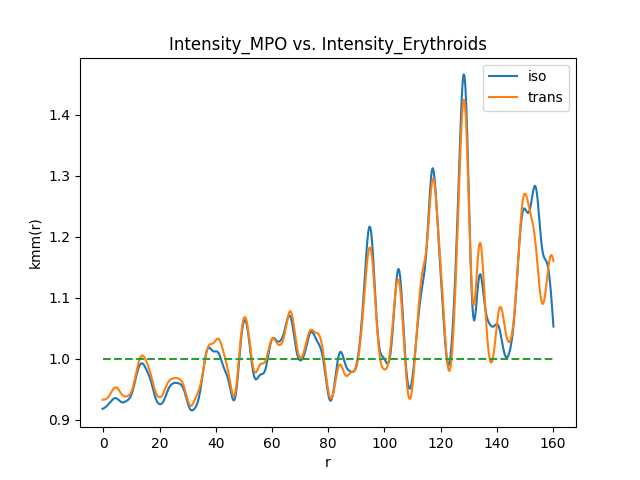 Intensity_MPO vs. Intensity_Erythroids
iso
trans
kmm(r)
1.4
1.3
1.2
1.1
1.0
0.9
0 20 40 60 80 100 120 140 160
r